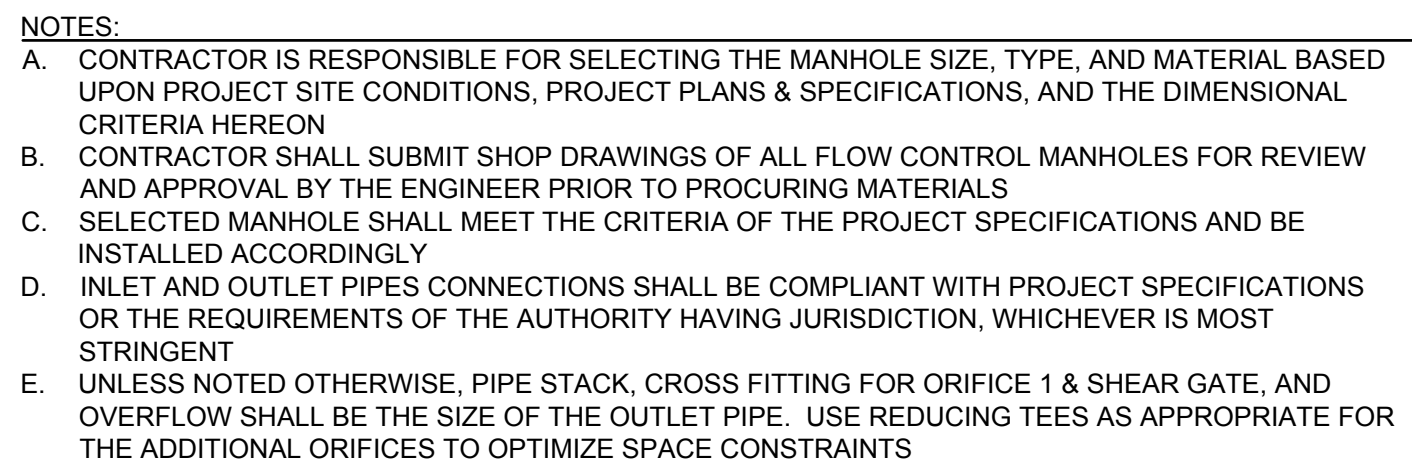 NOTES:
A. CONTRACTOR IS RESPONSIBLE FOR SELECTING THE MANHOLE SIZE, TYPE, AND MATERIAL BASED
UPON PROJECT SITE CONDITIONS, PROJECT PLANS & SPECIFICATIONS, AND THE DIMENSIONAL
CRITERIA HEREON
B. CONTRACTOR SHALL SUBMIT SHOP DRAWINGS OF ALL FLOW CONTROL MANHOLES FOR REVIEW
AND APPROVAL BY THE ENGINEER PRIOR TO PROCURING MATERIALS
C. SELECTED MANHOLE SHALL MEET THE CRITERIA OF THE PROJECT SPECIFICATIONS AND BE
INSTALLED ACCORDINGLY
D. INLET AND OUTLET PIPES CONNECTIONS SHALL BE COMPLIANT WITH PROJECT SPECIFICATIONS
OR THE REQUIREMENTS OF THE AUTHORITY HAVING JURISDICTION, WHICHEVER IS MOST
STRINGENT
E. UNLESS NOTED OTHERWISE, PIPE STACK, CROSS FITTING FOR ORIFICE 1 & SHEAR GATE, AND
OVERFLOW SHALL BE THE SIZE OF THE OUTLET PIPE. USE REDUCING TEES AS APPROPRIATE FOR
THE ADDITIONAL ORIFICES TO OPTIMIZE SPACE CONSTRAINTS